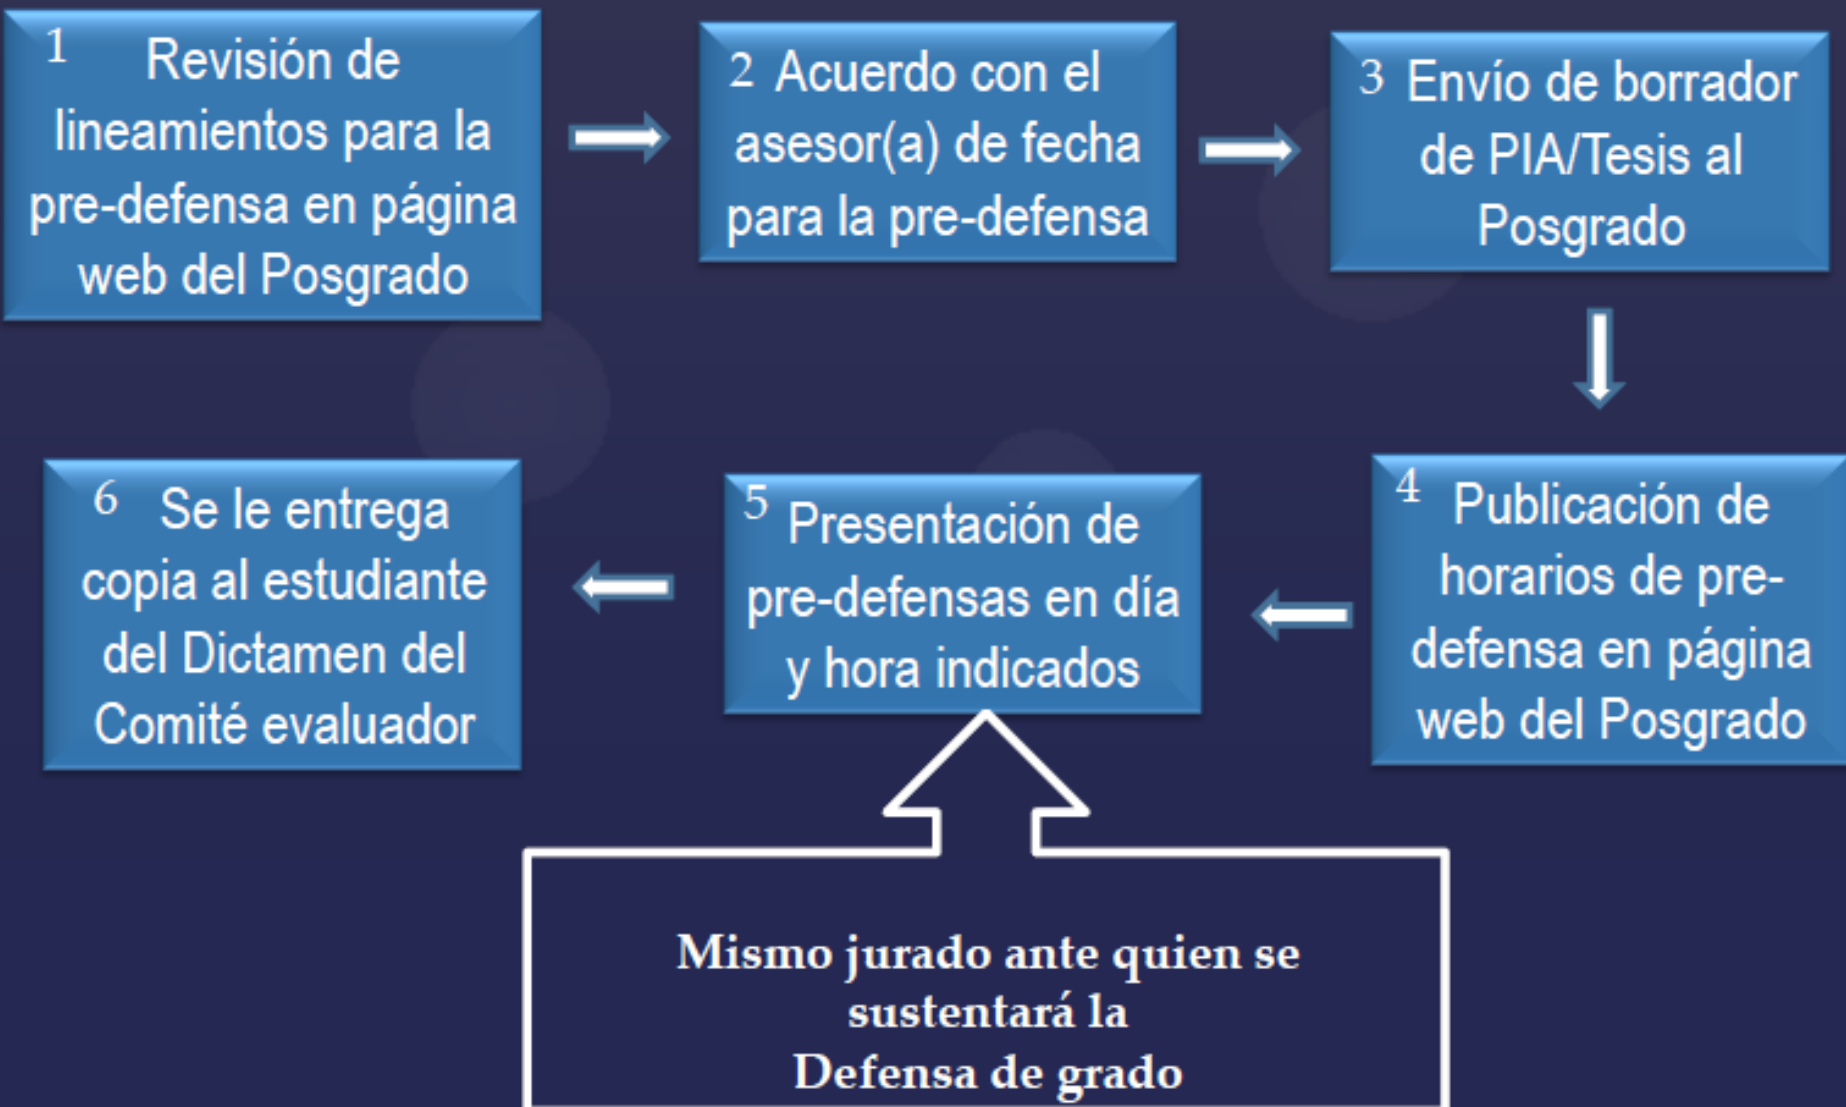 1 Revisión de
lineamientos para la
pre-defensa en página
web del Posgrado
2 Acuerdo con el
asesor(a) de fecha
para la pre-defensa
3 Envío de borrador
de PIA/Tesis al
Posgrado
4 Publicación de
horarios de pre-
defensa en página
web del Posgrado
5 Presentación de
pre-defensas en día
y hora indicados
6 Se le entrega
copia al estudiante
del Dictamen del
Comité evaluador
Mismo jurado ante quien se
sustentará la
Defensa de grado